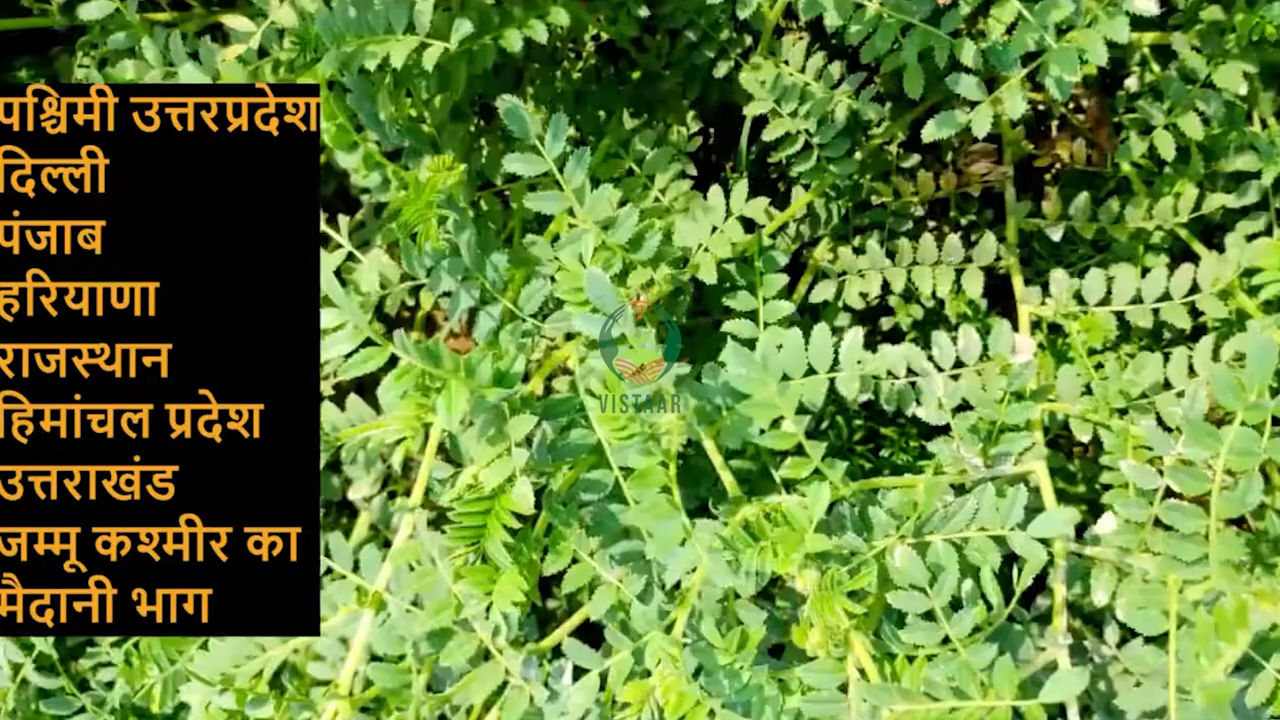 पश्चिमी उत्तरप्रदेश
दिल्ली
पंजाब
हरियाणा
राजस्थान
हिमांचल प्रदेश
उत्तराखंड
जम्मू कश्मीर का
मैदानी भाग
VISTAAR